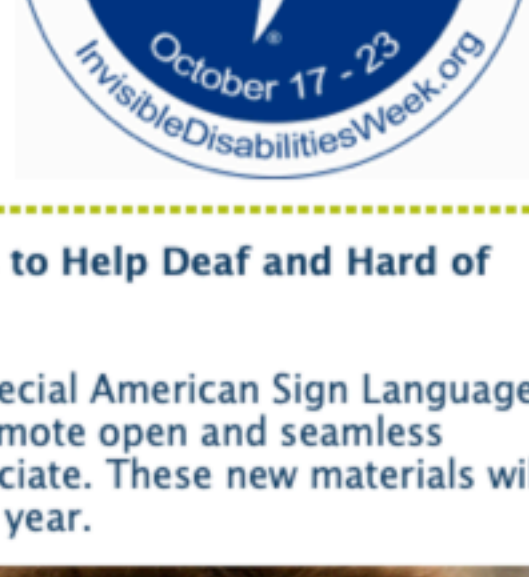 ®
October 17 - 23
InvisibleDisabilitiesWeek.org
to Help Deaf and Hard of
ecial American Sign Language
mote open and seamless
ciate. These new materials wil
year.